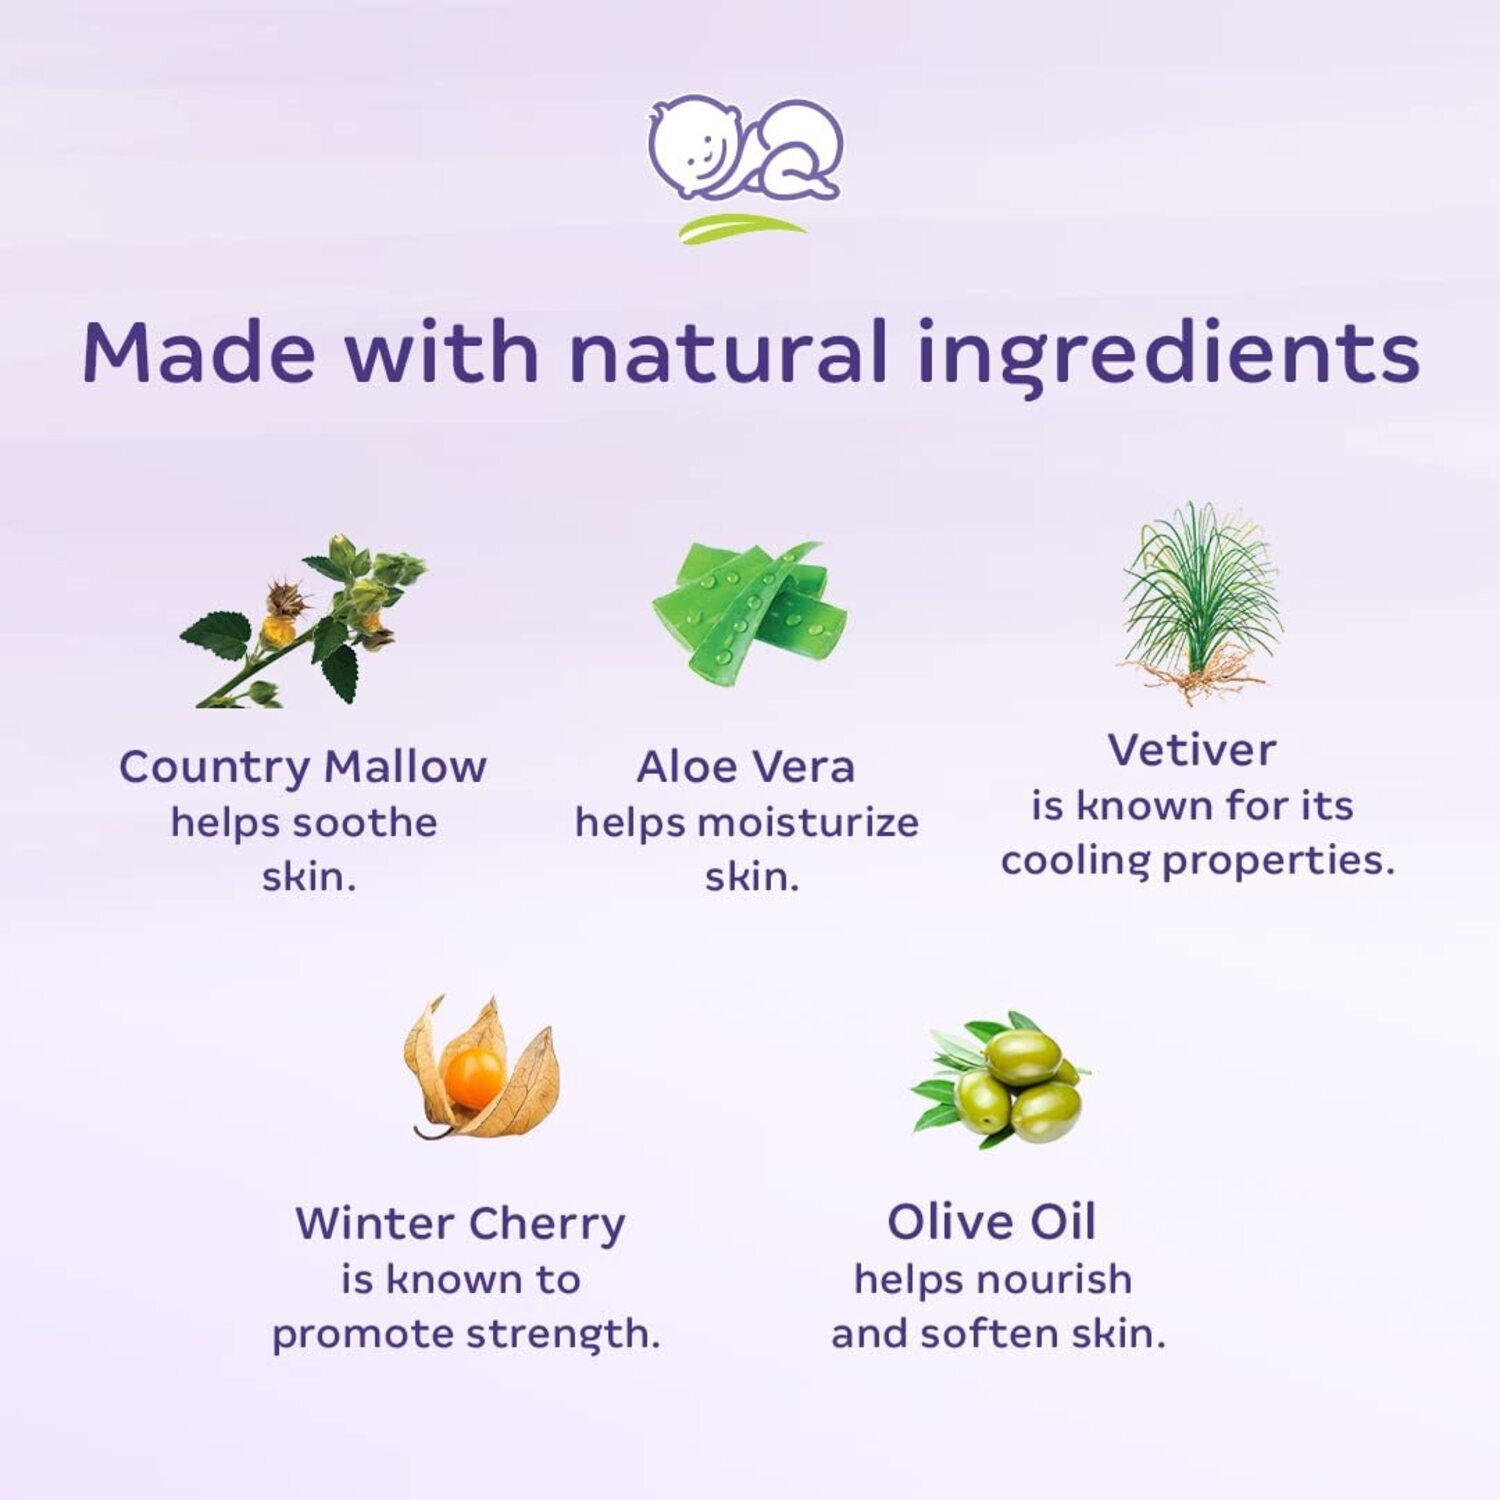 Made with natural ingredients
Country Mallow
helps soothe
skin.
Aloe Vera
helps moisturize
skin.
Vetiver
is known for its
cooling properties.
Winter Cherry
is known to
promote strength.
Olive Oil
helps nourish
and soften skin.